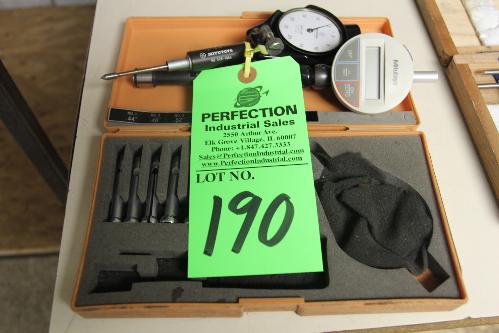 Mitutoyo
PERFECTION
Industrial Sales
2550 Arthur Ave.
Elk Grove Village, IL 60007
Phone: +1.847.427.3333
Sales@PerfectionIndustrial.com
www.PerfectionIndustrial.com
LOT NO.
190